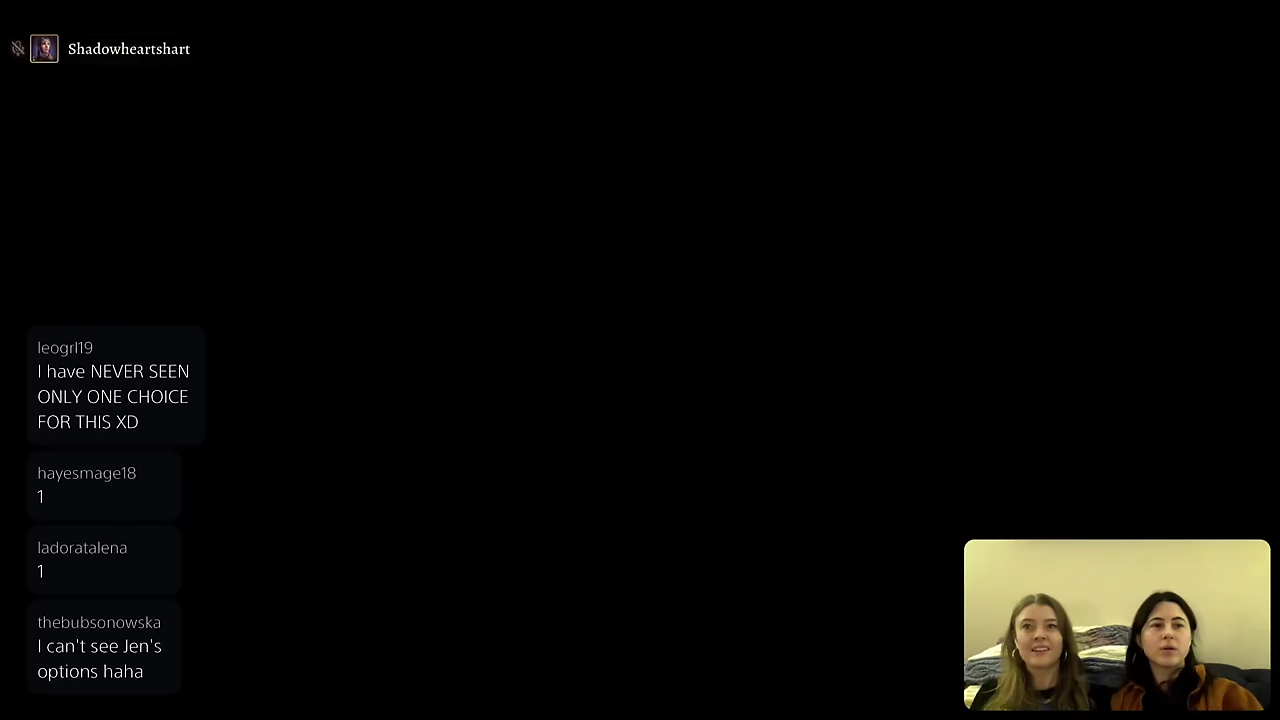 Shadowheartshart
leogrl19
I have NEVER SEEN
ONLY ONE CHOICE
FOR THIS XD
hayesmage18
1
ladoratalena
1
thebubsonowska
I can't see Jen's
options haha